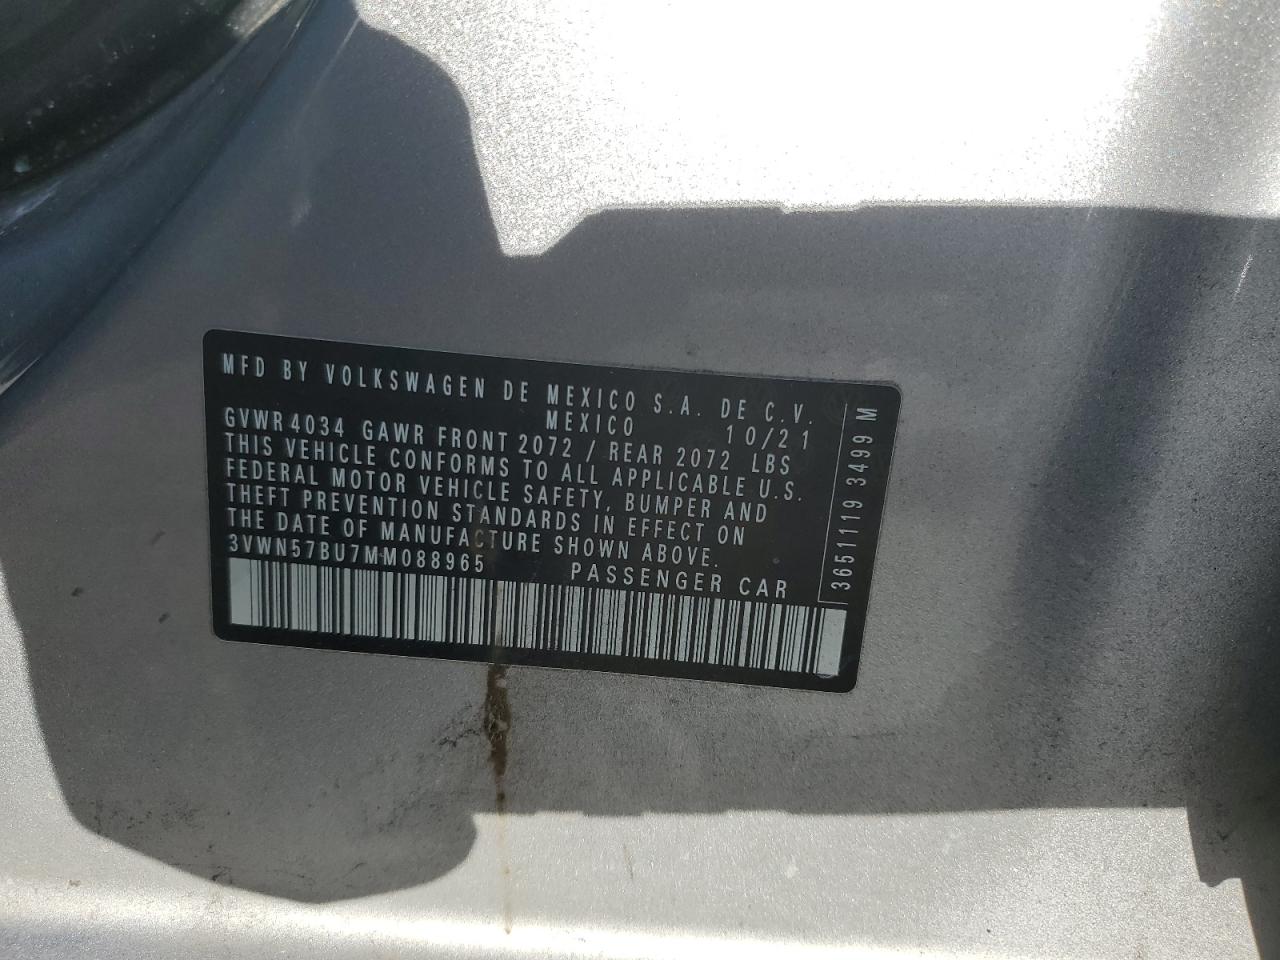 MFD BY VOLKSWAGEN DE MEXICO S.A. DE C.V.
MEXICO 10/21
GVWR 4034 GAWR FRONT 2072 / REAR 2072 LBS
THIS VEHICLE CONFORMS TO ALL APPLICABLE U.S.
FEDERAL MOTOR VEHICLE SAFETY, BUMPER AND
THEFT PREVENTION STANDARDS IN EFFECT ON
THE DATE OF MANUFACTURE SHOWN ABOVE.
3VWN57BU7MM088965 PASSENGER CAR
3651119 3499 M